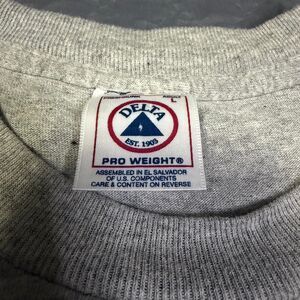 L
DELTA
EST. 1903
PRO WEIGHT®
ASSEMBLED IN EL SALVADOR
OF U.S. COMPONENTS
CARE & CONTENT ON REVERSE